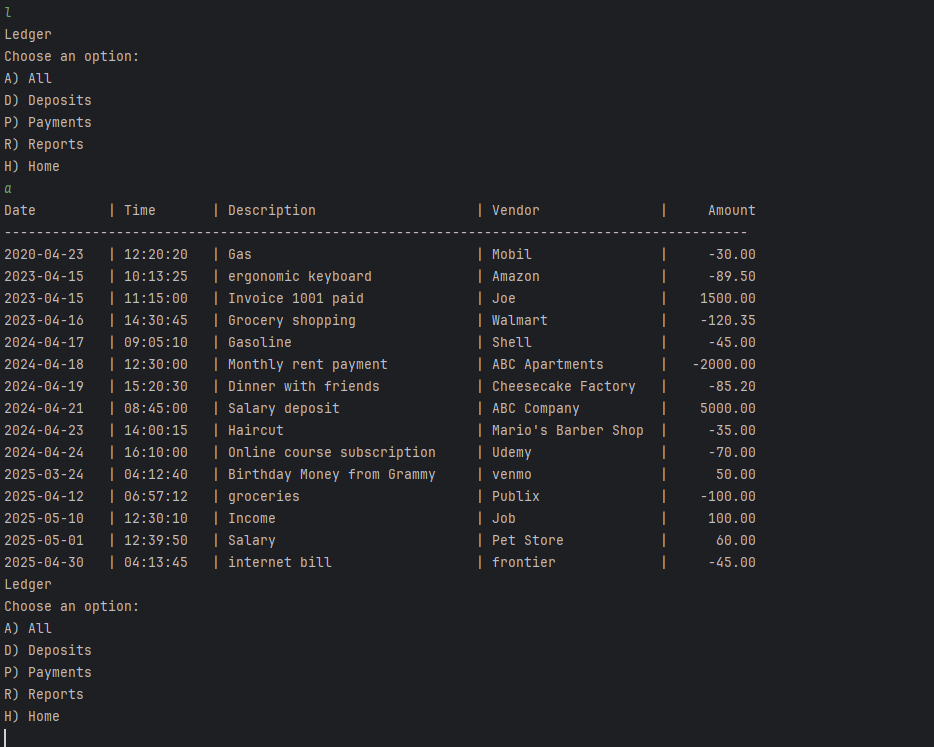 l
Ledger
Choose an option:
A) All
D) Deposits
P) Payments
R) Reports
H) Home
a
Date         | Time       | Description                    | Vendor               |     Amount
---------------------------------------------------------------------------------------------
2020-04-23   | 12:20:20   | Gas                            | Mobil                |     -30.00
2023-04-15   | 10:13:25   | ergonomic keyboard             | Amazon               |     -89.50
2023-04-15   | 11:15:00   | Invoice 1001 paid              | Joe                  |    1500.00
2023-04-16   | 14:30:45   | Grocery shopping               | Walmart              |    -120.35
2024-04-17   | 09:05:10   | Gasoline                       | Shell                |     -45.00
2024-04-18   | 12:30:00   | Monthly rent payment           | ABC Apartments       |   -2000.00
2024-04-19   | 15:20:30   | Dinner with friends            | Cheesecake Factory   |     -85.20
2024-04-21   | 08:45:00   | Salary deposit                 | ABC Company          |    5000.00
2024-04-23   | 14:00:15   | Haircut                        | Mario's Barber Shop  |     -35.00
2024-04-24   | 16:10:00   | Online course subscription     | Udemy                |     -70.00
2025-03-24   | 04:12:40   | Birthday Money from Grammy     | venmo                |      50.00
2025-04-12   | 06:57:12   | groceries                      | Publix               |    -100.00
2025-05-10   | 12:30:10   | Income                         | Job                  |     100.00
2025-05-01   | 12:39:50   | Salary                         | Pet Store            |      60.00
2025-04-30   | 04:13:45   | internet bill                  | frontier             |     -45.00
Ledger
Choose an option:
A) All
D) Deposits
P) Payments
R) Reports
H) Home